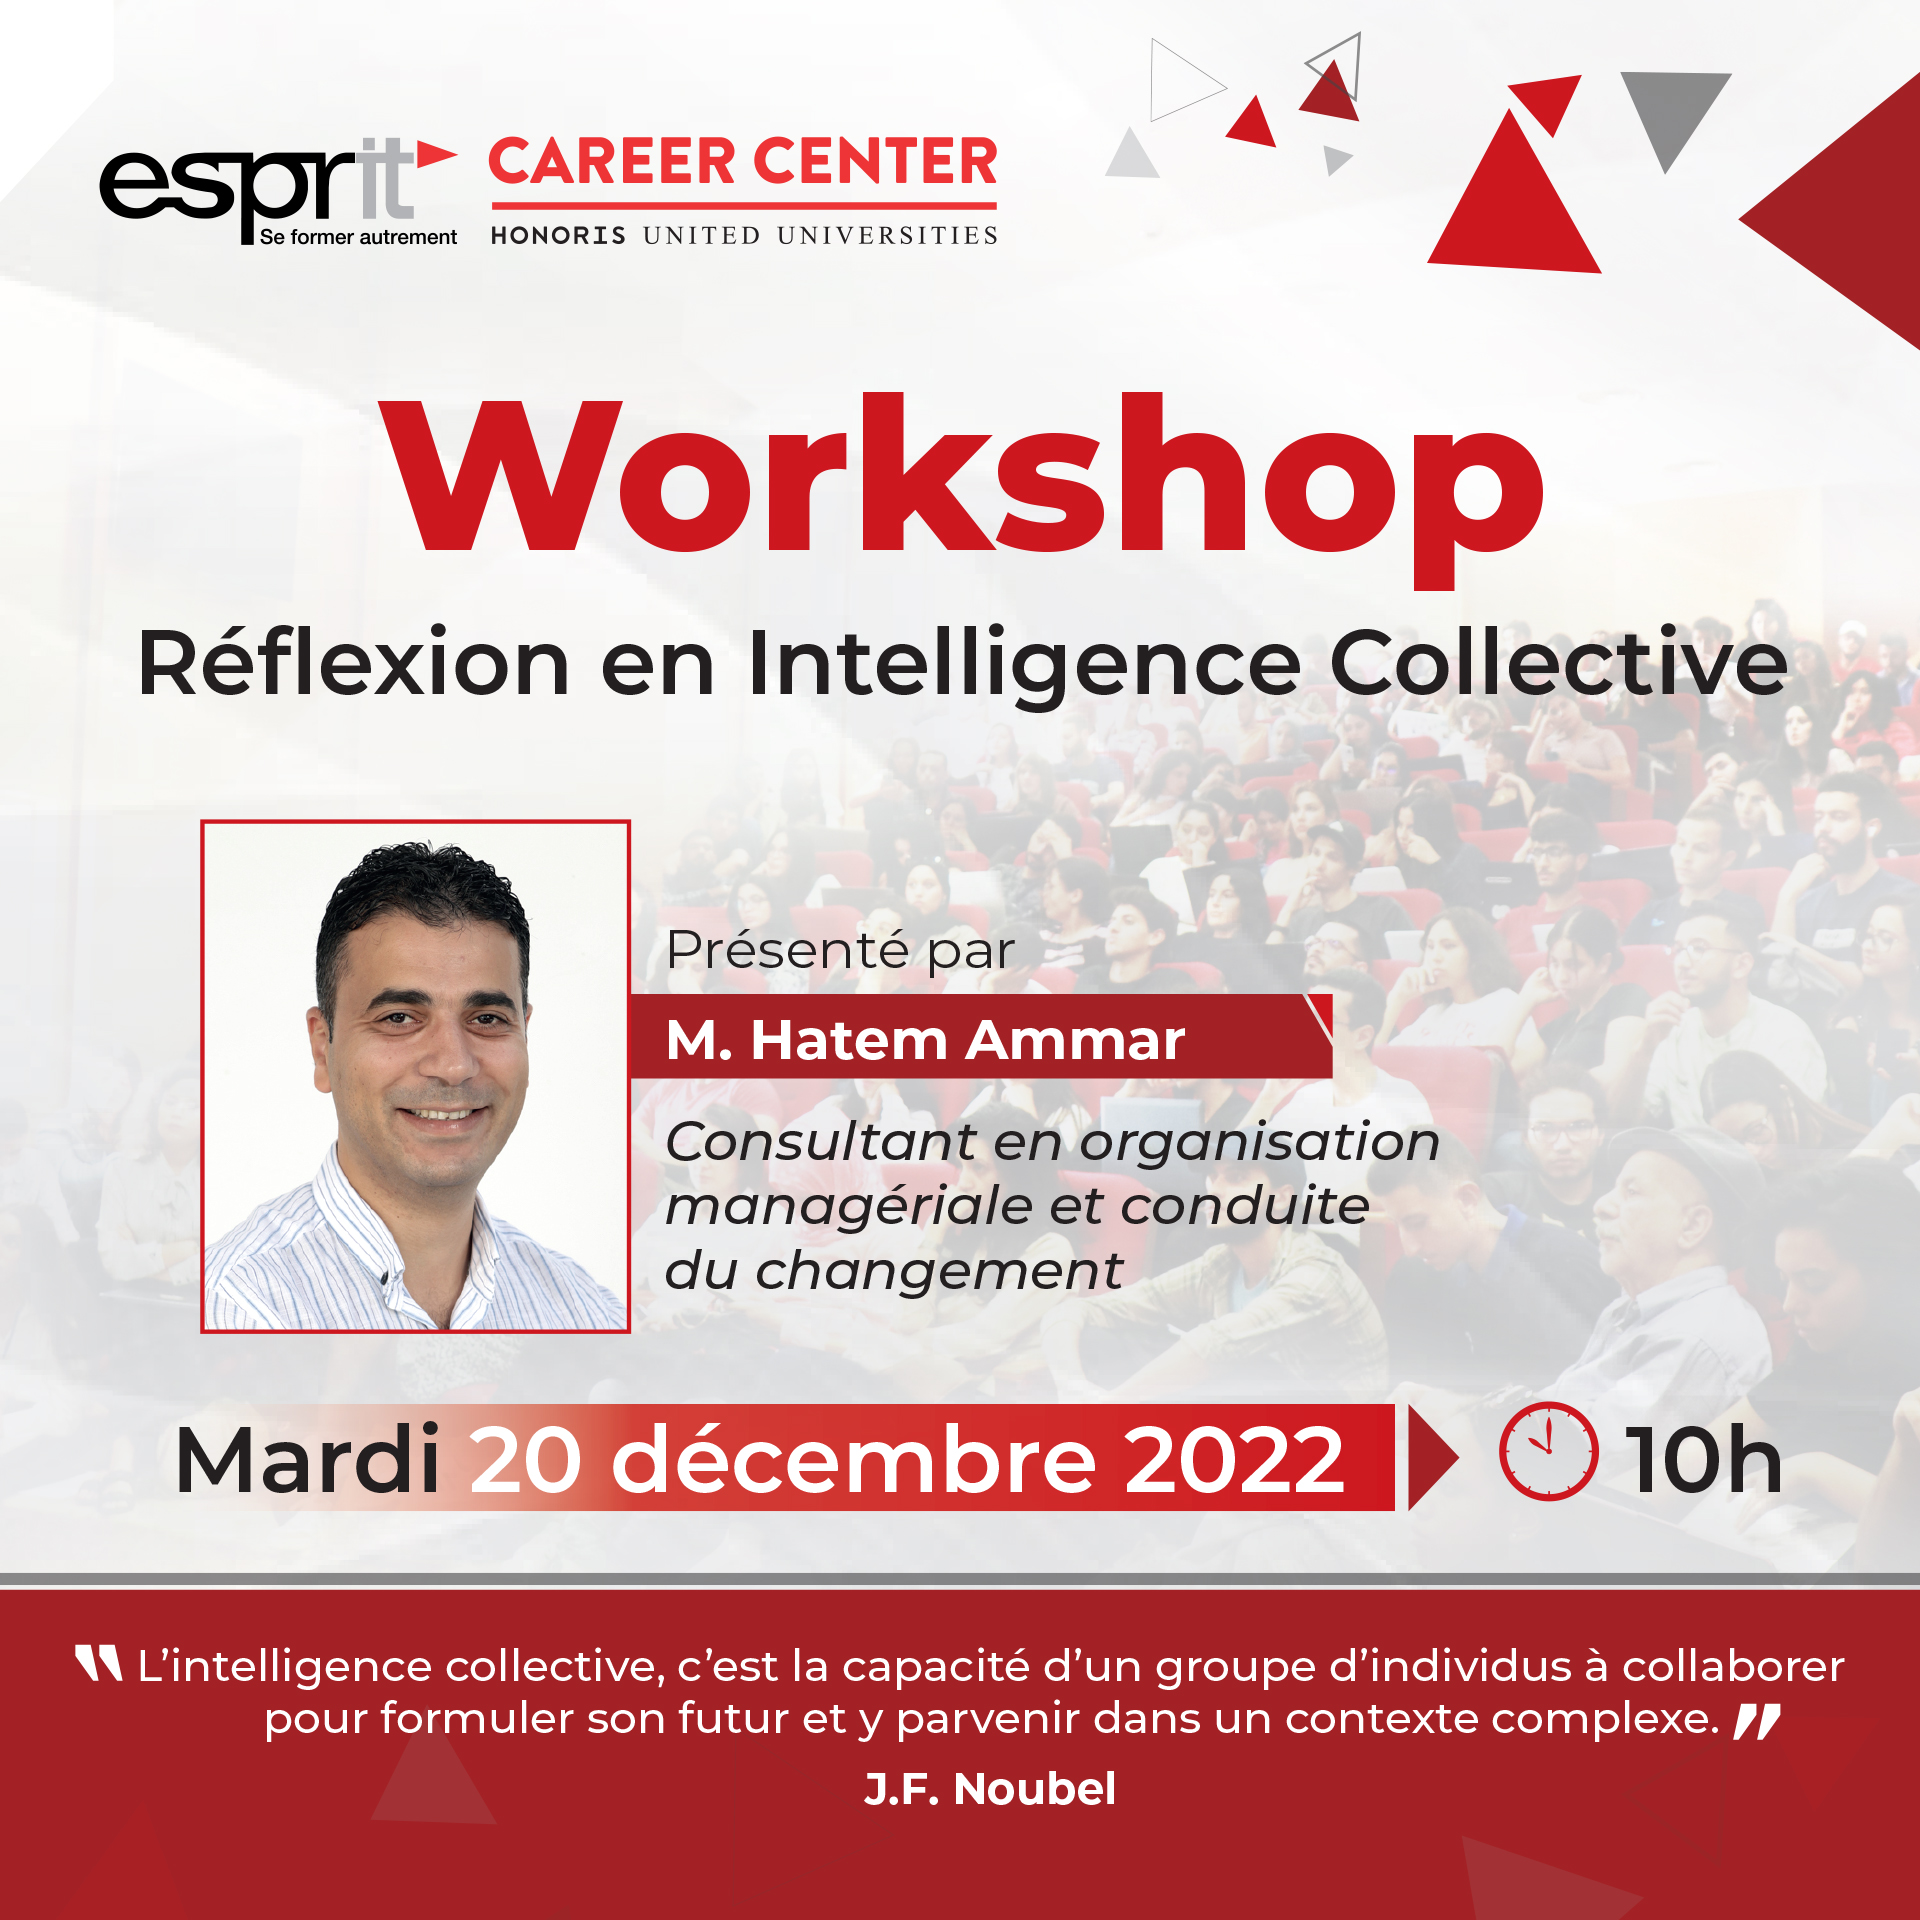 esprit
Se former autrement
CAREER CENTER
HONORIS UNITED UNIVERSITIES
Workshop
Réflexion en Intelligence Collective
Présenté par
M. Hatem Ammar
Consultant en organisation
managériale et conduite
du changement
Mardi 20 décembre 2022
10h
"L'intelligence collective, c'est la capacité d'un groupe d'individus à collaborer
pour formuler son futur et y parvenir dans un contexte complexe."
J.F. Noubel